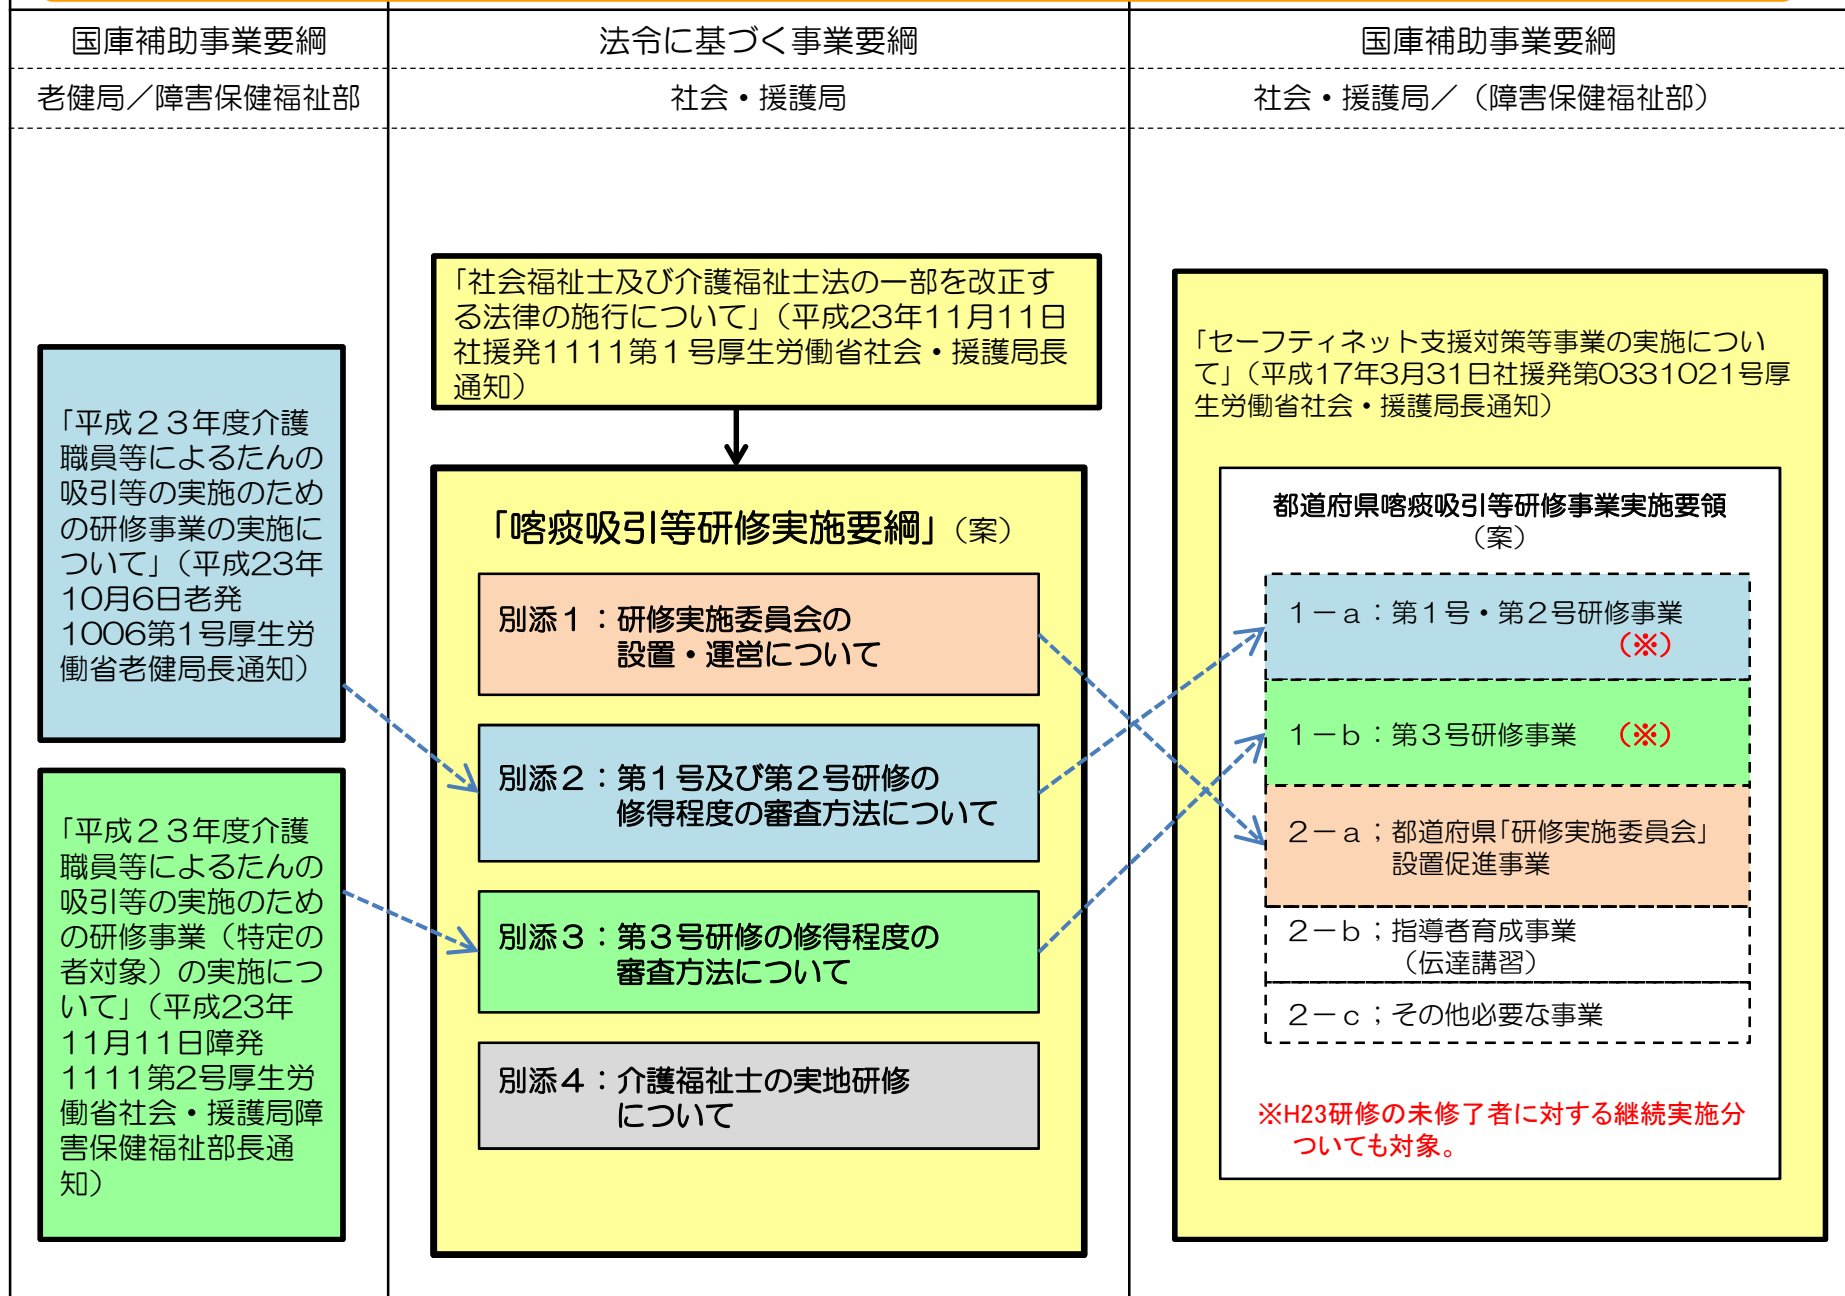 国庫補助事業要綱
法令に基づく事業要綱
国庫補助事業要綱
老健局／障害保健福祉部
社会・援護局
社会・援護局／（障害保健福祉部）
「平成２３年度介護
職員等によるたんの
吸引等の実施のため
の研修事業の実施に
ついて」（平成23年
10月6日老発
1006第1号厚生労
働省老健局長通知）
「平成２３年度介護
職員等によるたんの
吸引等の実施のため
の研修事業（特定の
者対象）の実施につ
いて」（平成23年
11月11日障発
1111第2号厚生労
働省社会・援護局障
害保健福祉部長通
知）
「社会福祉士及び介護福祉士法の一部を改正す
る法律の施行について」（平成23年11月11日
社援発1111第１号厚生労働省社会・援護局長
通知）
「喀痰吸引等研修実施要綱」（案）
別添１：研修実施委員会の
設置・運営について
別添２：第１号及び第２号研修の
修得程度の審査方法について
別添３：第３号研修の修得程度の
審査方法について
別添４：介護福祉士の実地研修
について
「セーフティネット支援対策等事業の実施につい
て」（平成17年3月31日社援発第0331021号厚
生労働省社会・援護局長通知）
都道府県喀痰吸引等研修事業実施要領
（案）
１－ａ：第１号・第２号研修事業
（※）
１－ｂ：第３号研修事業　（※）
２－ａ；都道府県「研修実施委員会」
設置促進事業
２－ｂ；指導者育成事業
（伝達講習）
２－ｃ；その他必要な事業
※H23研修の未修了者に対する継続実施分
ついても対象。